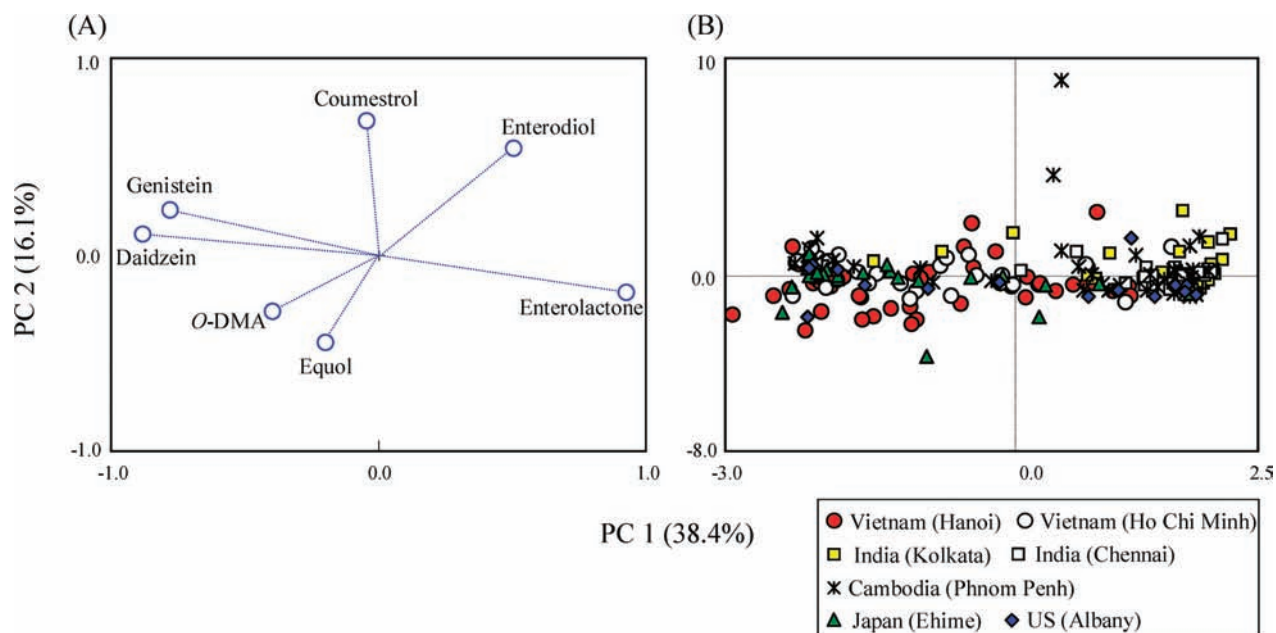 (A)
(B)
1.0
Coumestrol
Enterodiol
Genistein
Daidzein
0.0
O-DMA
Equol
Enterolactone
-1.0
-1.0
0.0
1.0
PC 2 (16.1%)
10
0.0
-8.0
-3.0
0.0
2.5
PC 1 (38.4%)
Vietnam (Hanoi) Vietnam (Ho Chi Minh)
India (Kolkata) India (Chennai)
Cambodia (Phnom Penh)
Japan (Ehime) US (Albany)